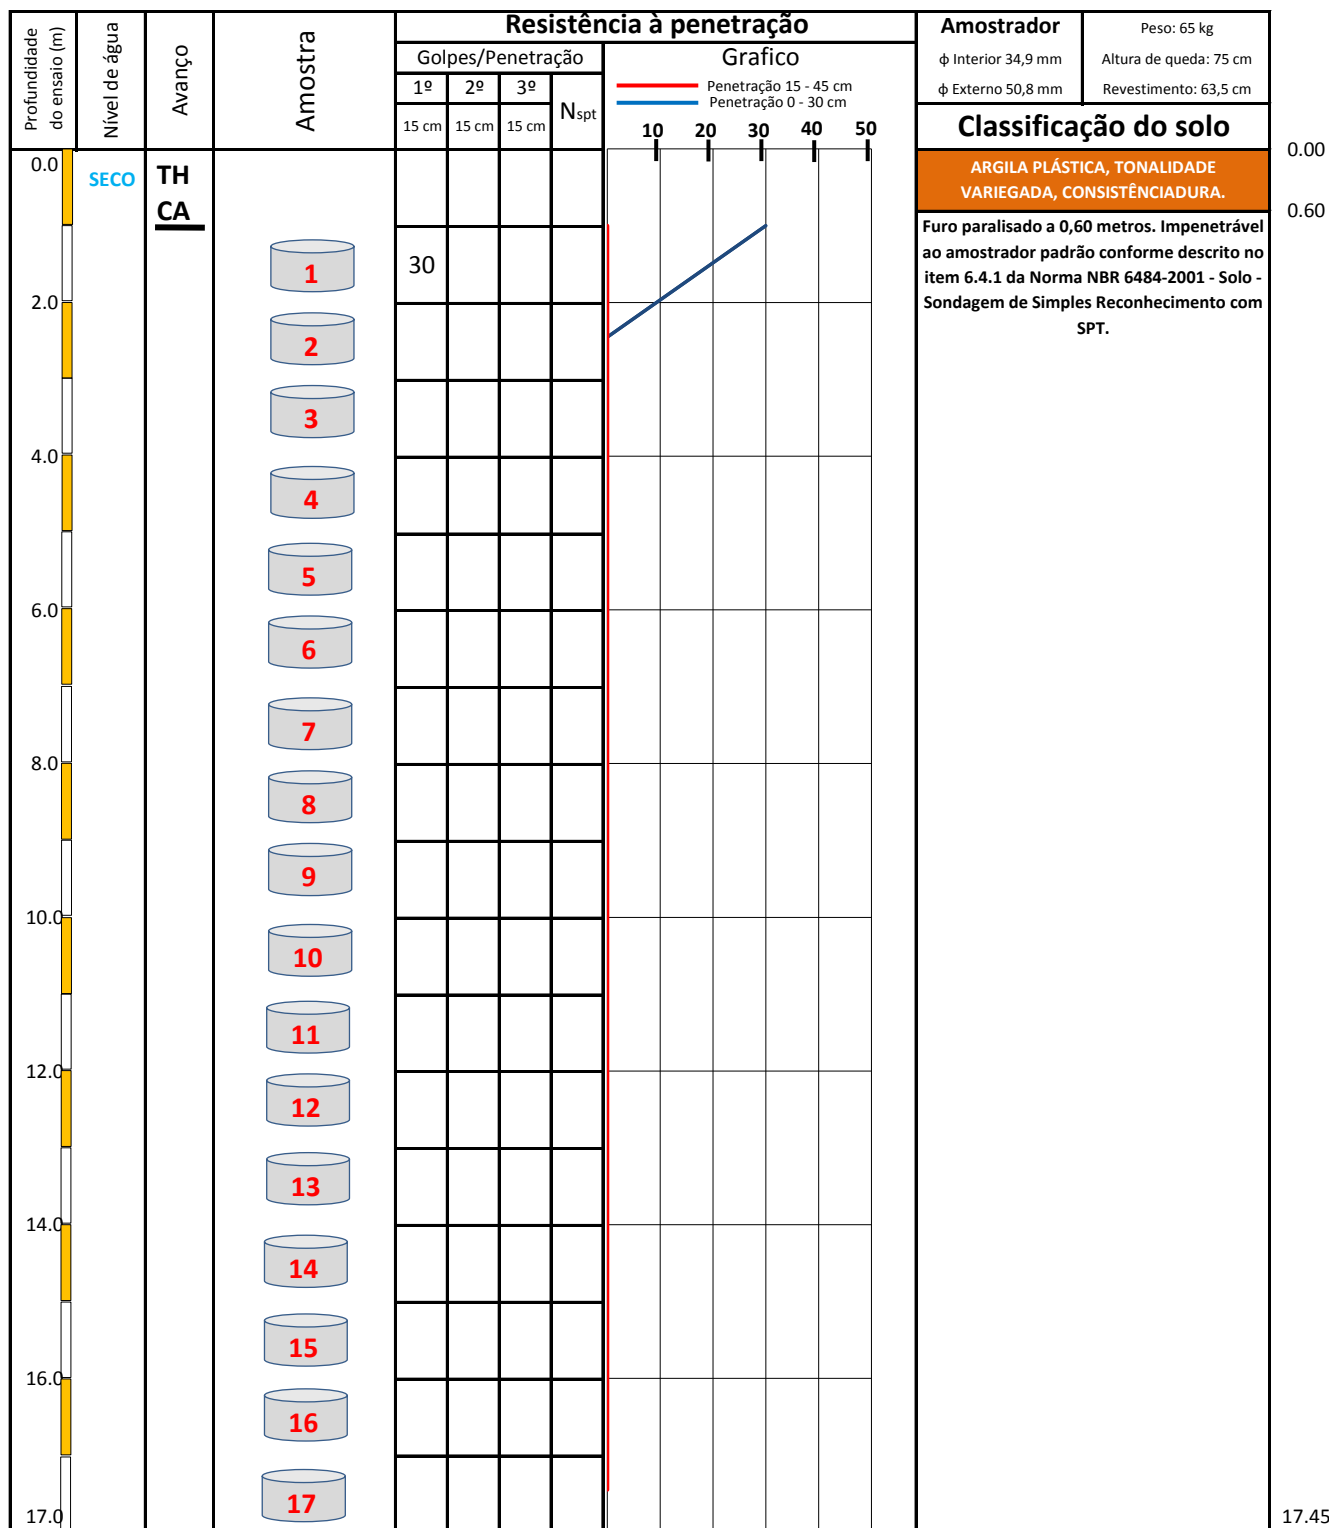 Profundidade
do ensaio (m)
Nível de água
Avanço
Amostra
Resistência à penetração
Golpes/Penetração
1º 2º 3º
15 cm 15 cm 15 cm
Nspt
Grafico
Penetração 15 - 45 cm
Penetração 0 - 30 cm
10 20 30 40 50
Amostrador
ϕ Interior 34,9 mm
ϕ Externo 50,8 mm
Peso: 65 kg
Altura de queda: 75 cm
Revestimento: 63,5 cm
Classificação do solo
0.0
SECO
TH
CA
ARGILA PLÁSTICA, TONALIDADE
VARIEGADA, CONSISTÊNCIADURA.
0.00
0.60
Furo paralisado a 0,60 metros. Impenetrável
ao amostrador padrão conforme descrito no
item 6.4.1 da Norma NBR 6484-2001 - Solo -
Sondagem de Simples Reconhecimento com
SPT.
1
30
2.0
2
3
4.0
4
5
6.0
6
7
8.0
8
9
10.0
10
11
12.0
12
13
14.0
14
15
16.0
16
17
17.0
17.45